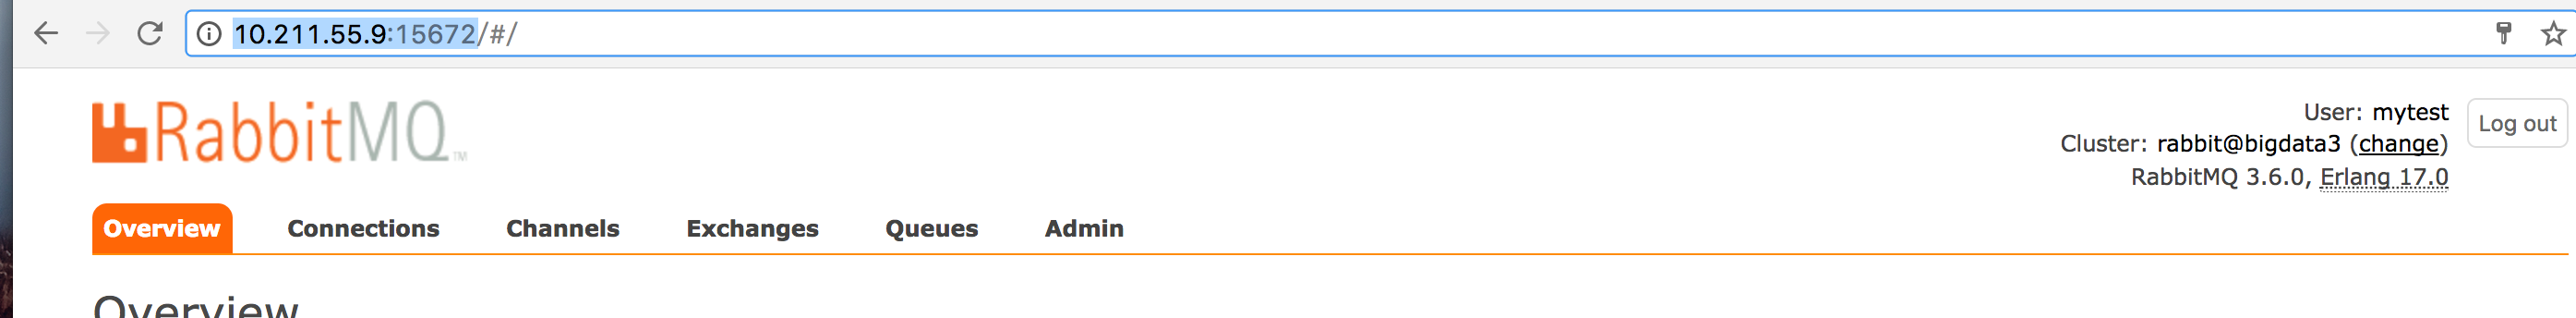 10.211.55.9:15672/#/
RabbitMQ™
User: mytest
Log out
Cluster: rabbit@bigdata3 (change)
RabbitMQ 3.6.0, Erlang 17.0
Overview Connections Channels Exchanges Queues Admin
Overview